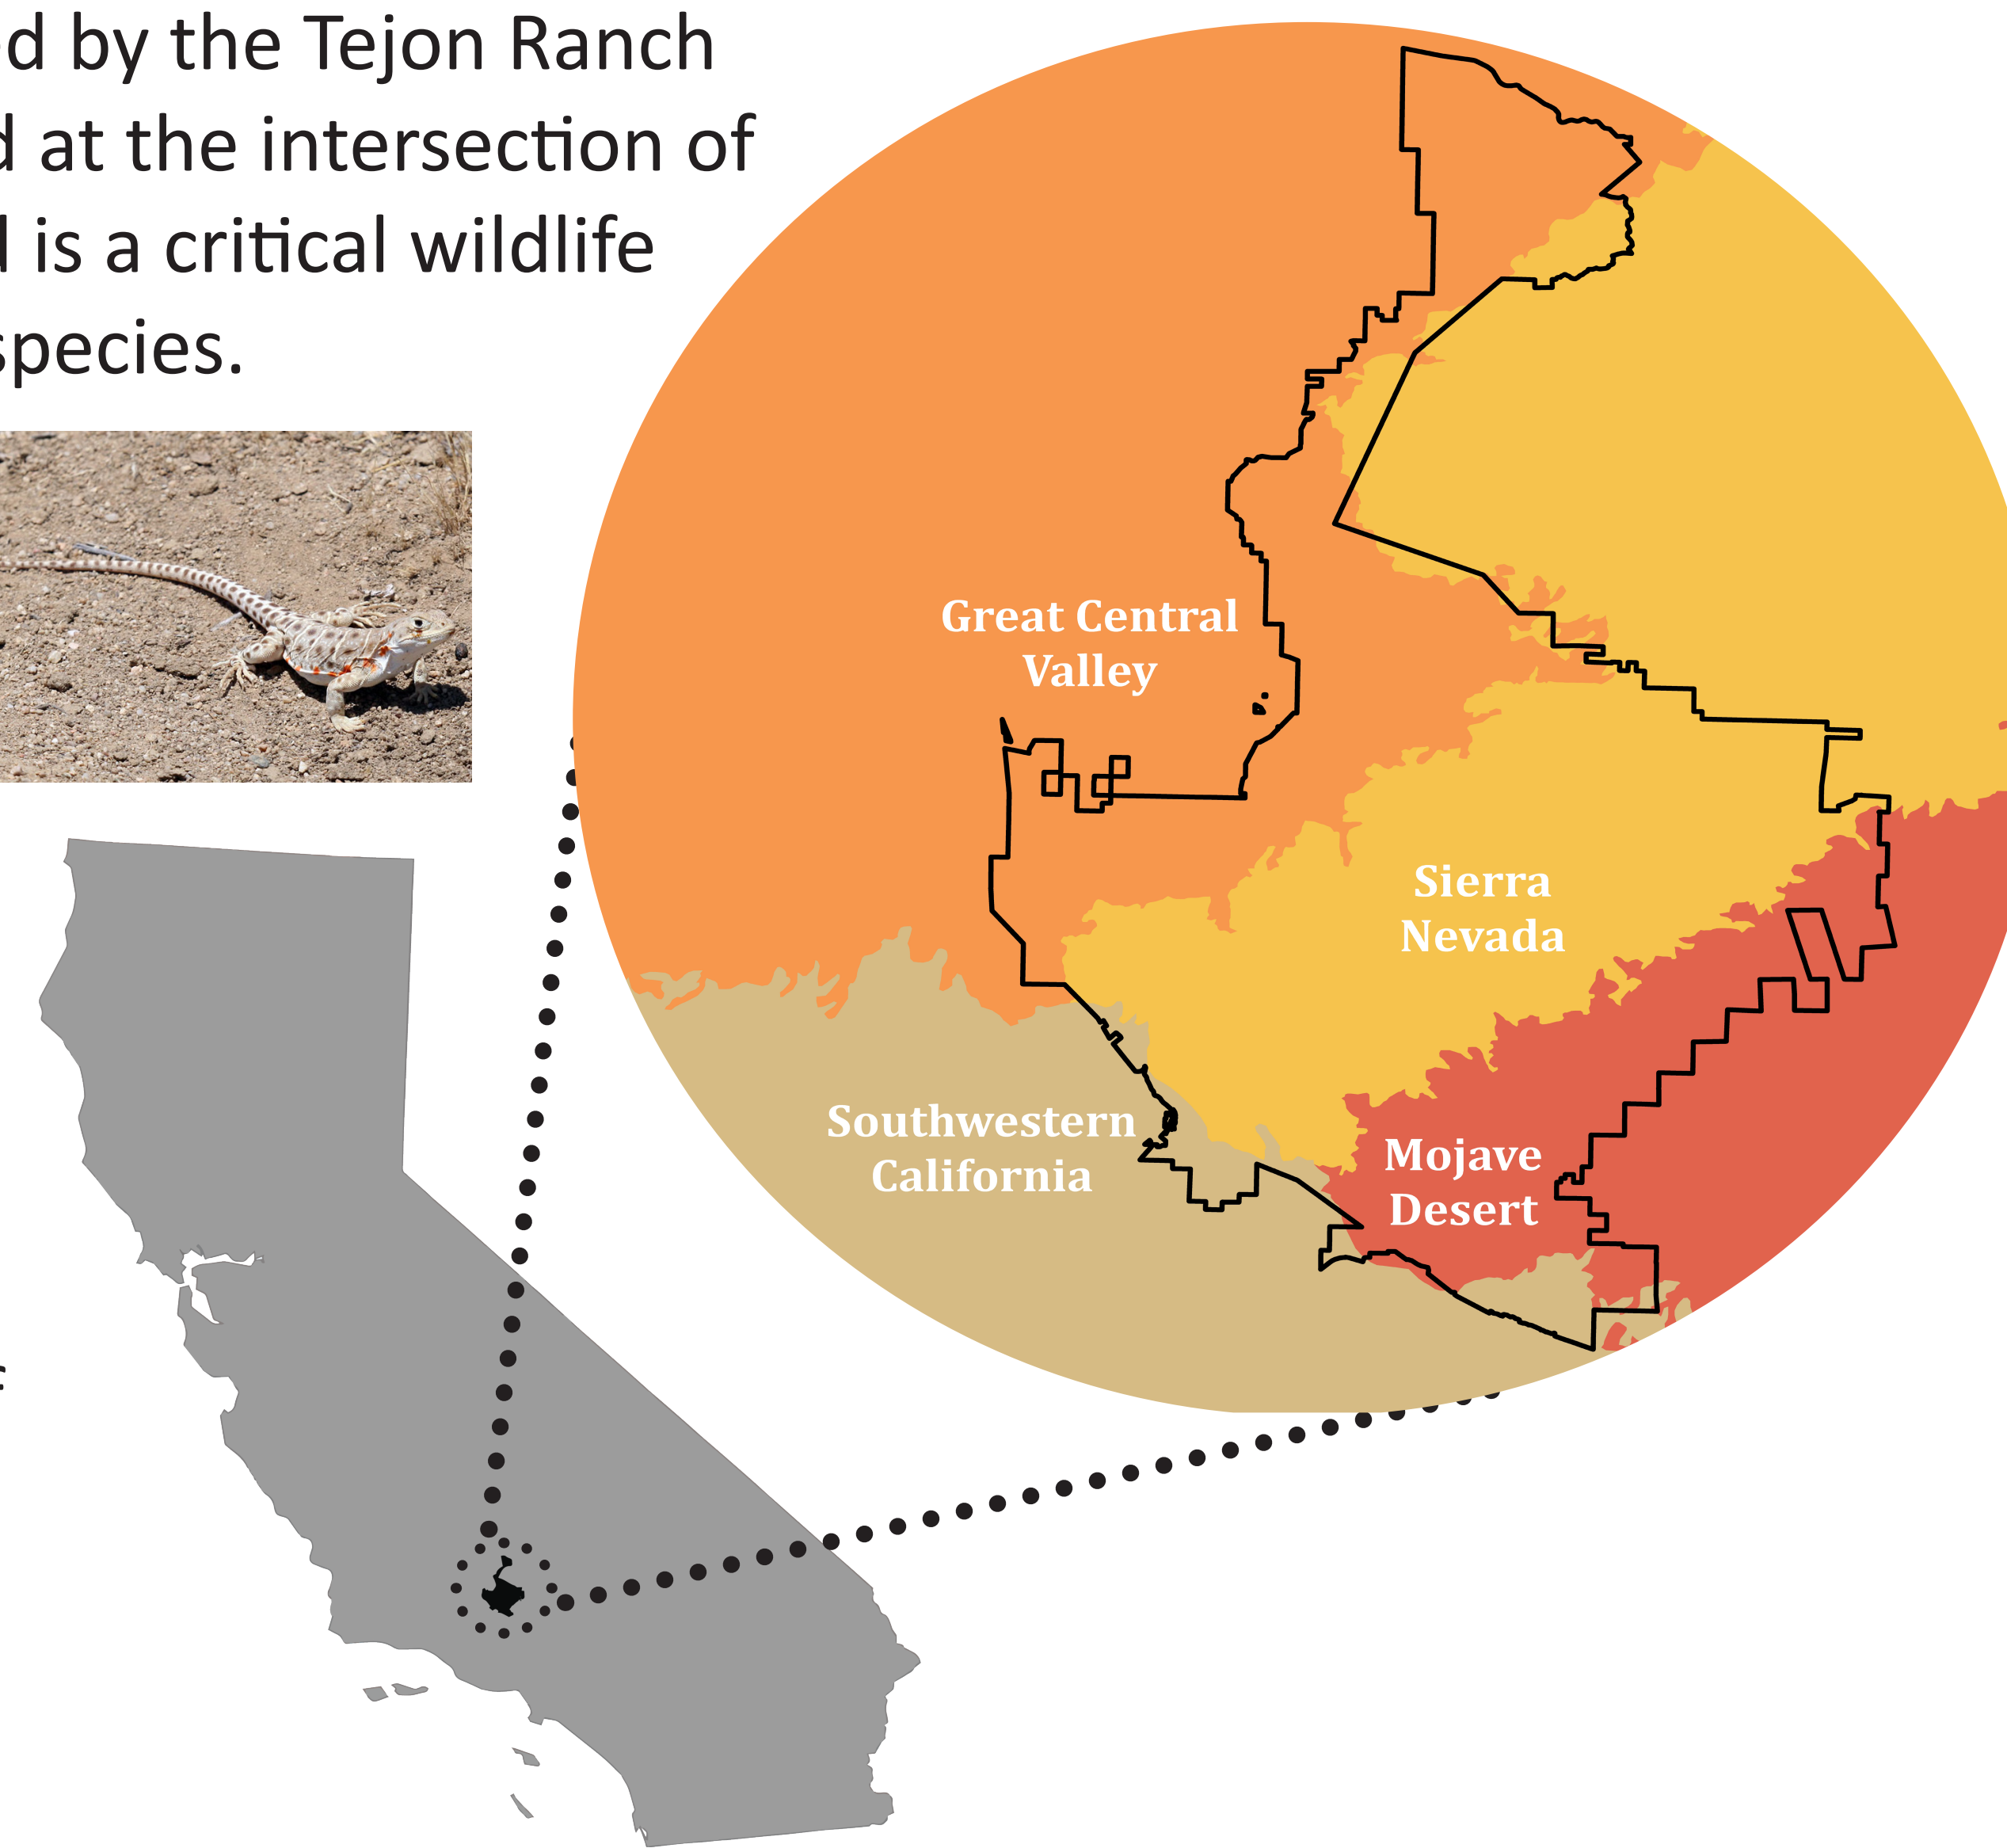 by the Tejon Ranch
at the intersection of
is a critical wildlife
species.
Great Central
Valley
Sierra
Nevada
Southwestern
California
Mojave
Desert